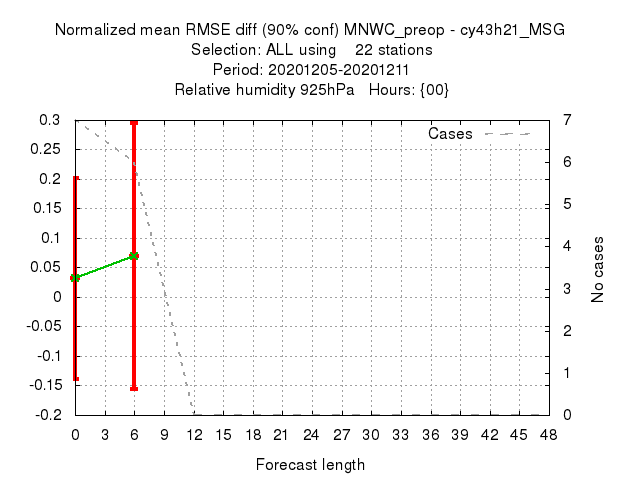 Normalized mean RMSE diff (90% conf) MNWC_preop - cy43h21_MSG
Selection: ALL using    22 stations
Period: 20201205-20201211
Relative humidity 925hPa   Hours: {00}
Cases
0.3
0.25
0.2
0.15
0.1
0.05
0
-0.05
-0.1
-0.15
-0.2
7
6
5
4
3
2
1
0
No cases
0 3 6 9 12 15 18 21 24 27 30 33 36 39 42 45 48
Forecast length